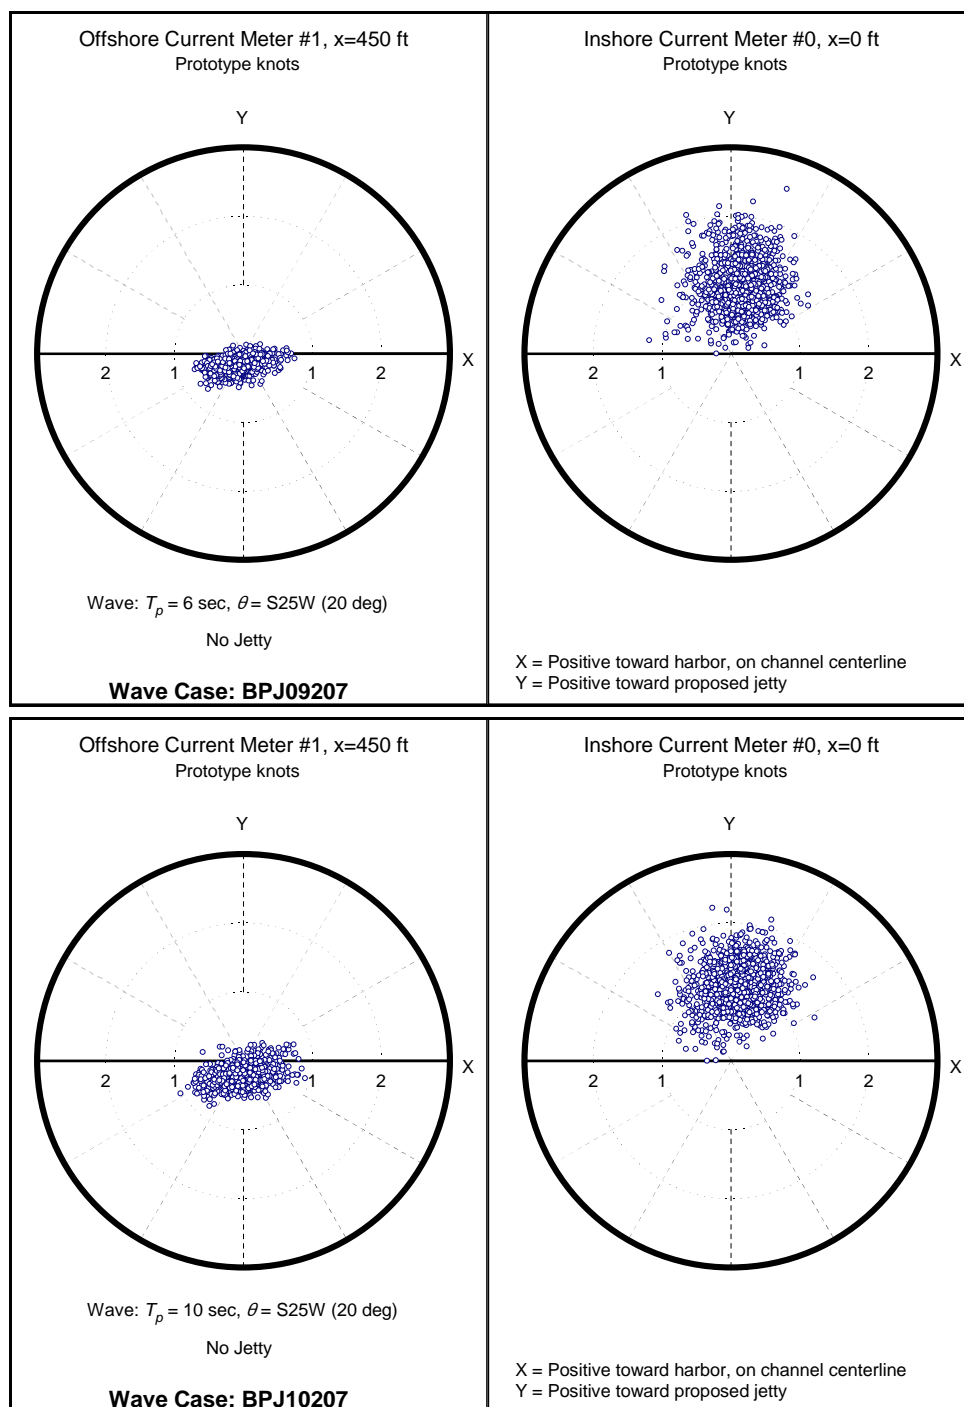 Offshore Current Meter #1, x=450 ft
Prototype knots
Y
2 1 1 2 X
Wave: Tp = 6 sec, θ = S25W (20 deg)
No Jetty
Wave Case: BPJ09207
Inshore Current Meter #0, x=0 ft
Prototype knots
Y
2 1 1 2 X
X = Positive toward harbor, on channel centerline
Y = Positive toward proposed jetty
Offshore Current Meter #1, x=450 ft
Prototype knots
Y
2 1 1 2 X
Wave: Tp = 10 sec, θ = S25W (20 deg)
No Jetty
Wave Case: BPJ10207
Inshore Current Meter #0, x=0 ft
Prototype knots
Y
2 1 1 2 X
X = Positive toward harbor, on channel centerline
Y = Positive toward proposed jetty